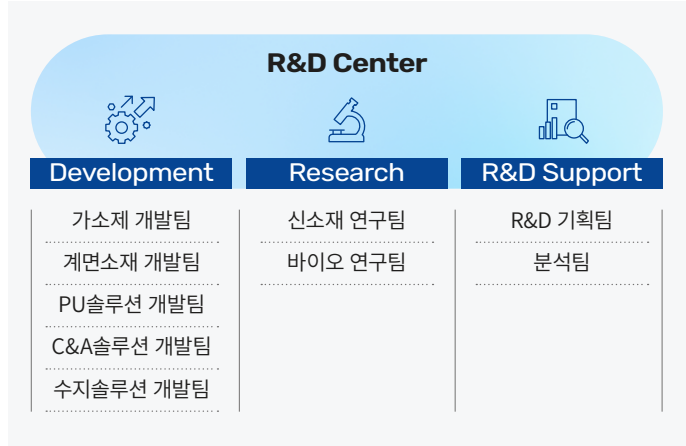 R&D Center
Development
Research
R&D Support
가소제 개발팀
계면소재 개발팀
PU솔루션 개발팀
C&A솔루션 개발팀
수지솔루션 개발팀
신소재 연구팀
바이오 연구팀
R&D 기획팀
분석팀